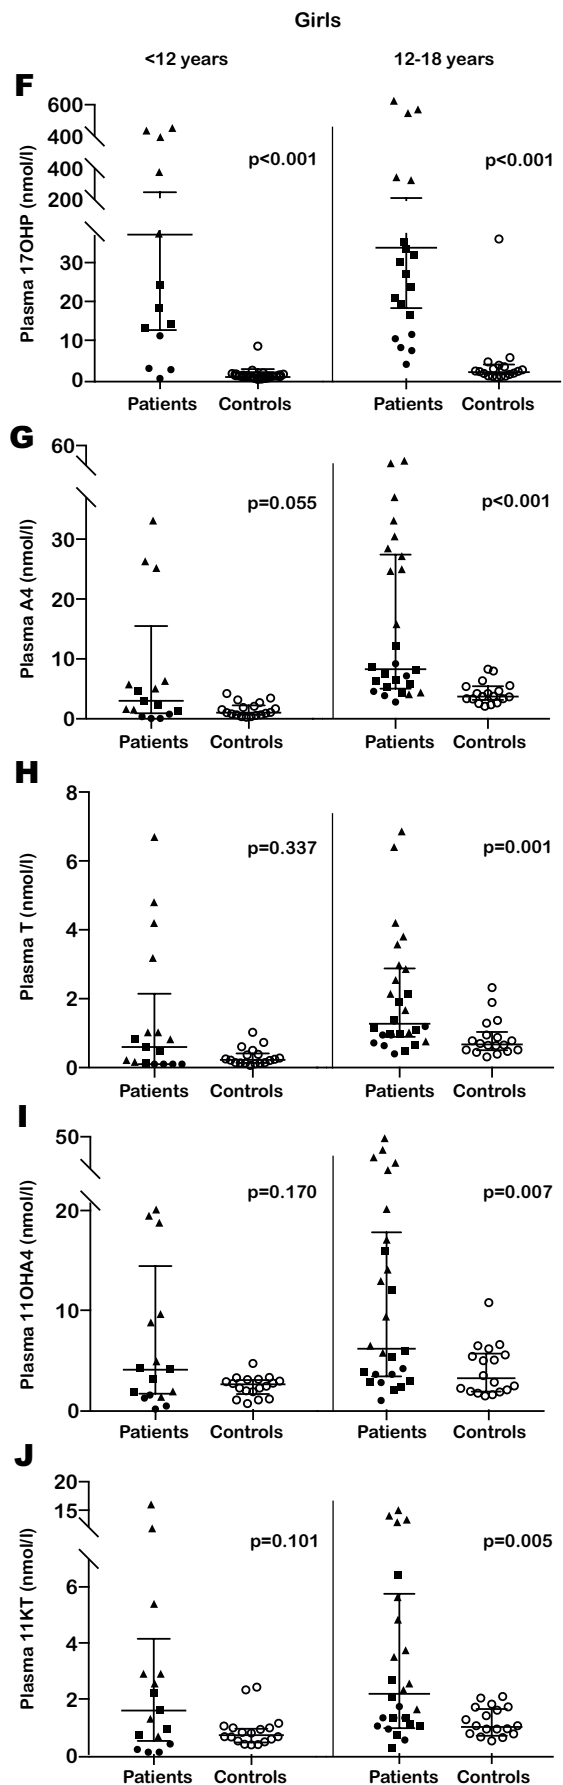 Girls
<12 years 12-18 years
F
Plasma 17OHP (nmol/l)
600
400
400
200
30
20
10
0
p<0.001 p<0.001
Patients Controls Patients Controls
G
Plasma A4 (nmol/l)
60
30
20
10
0
p=0.055 p<0.001
Patients Controls Patients Controls
H
Plasma T (nmol/l)
8
6
4
2
0
p=0.337 p=0.001
Patients Controls Patients Controls
I
Plasma 11OHA4 (nmol/l)
50
20
10
0
p=0.170 p=0.007
Patients Controls Patients Controls
J
Plasma 11KT (nmol/l)
20
15
6
4
2
0
p=0.101 p=0.005
Patients Controls Patients Controls